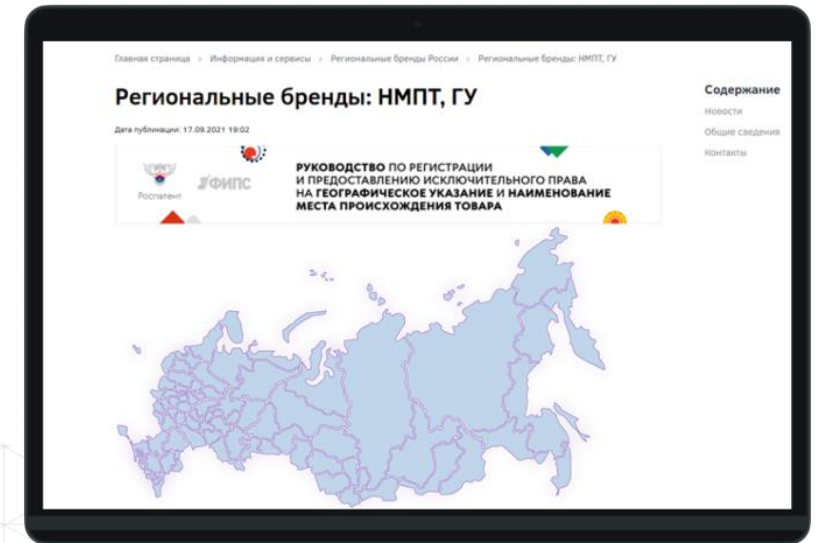 Главная страница › Информация и сервисы › Региональные бренды России › Региональные бренды: НМПТ, ГУ
Региональные бренды: НМПТ, ГУ
Дата публикации: 17.09.2021 19:02
Содержание
Новости
Общие сведения
Контакты
Роспатент
ФИПС
РУКОВОДСТВО ПО РЕГИСТРАЦИИ
И ПРЕДОСТАВЛЕНИЮ ИСКЛЮЧИТЕЛЬНОГО ПРАВА
НА ГЕОГРАФИЧЕСКОЕ УКАЗАНИЕ И НАИМЕНОВАНИЕ
МЕСТА ПРОИСХОЖДЕНИЯ ТОВАРА